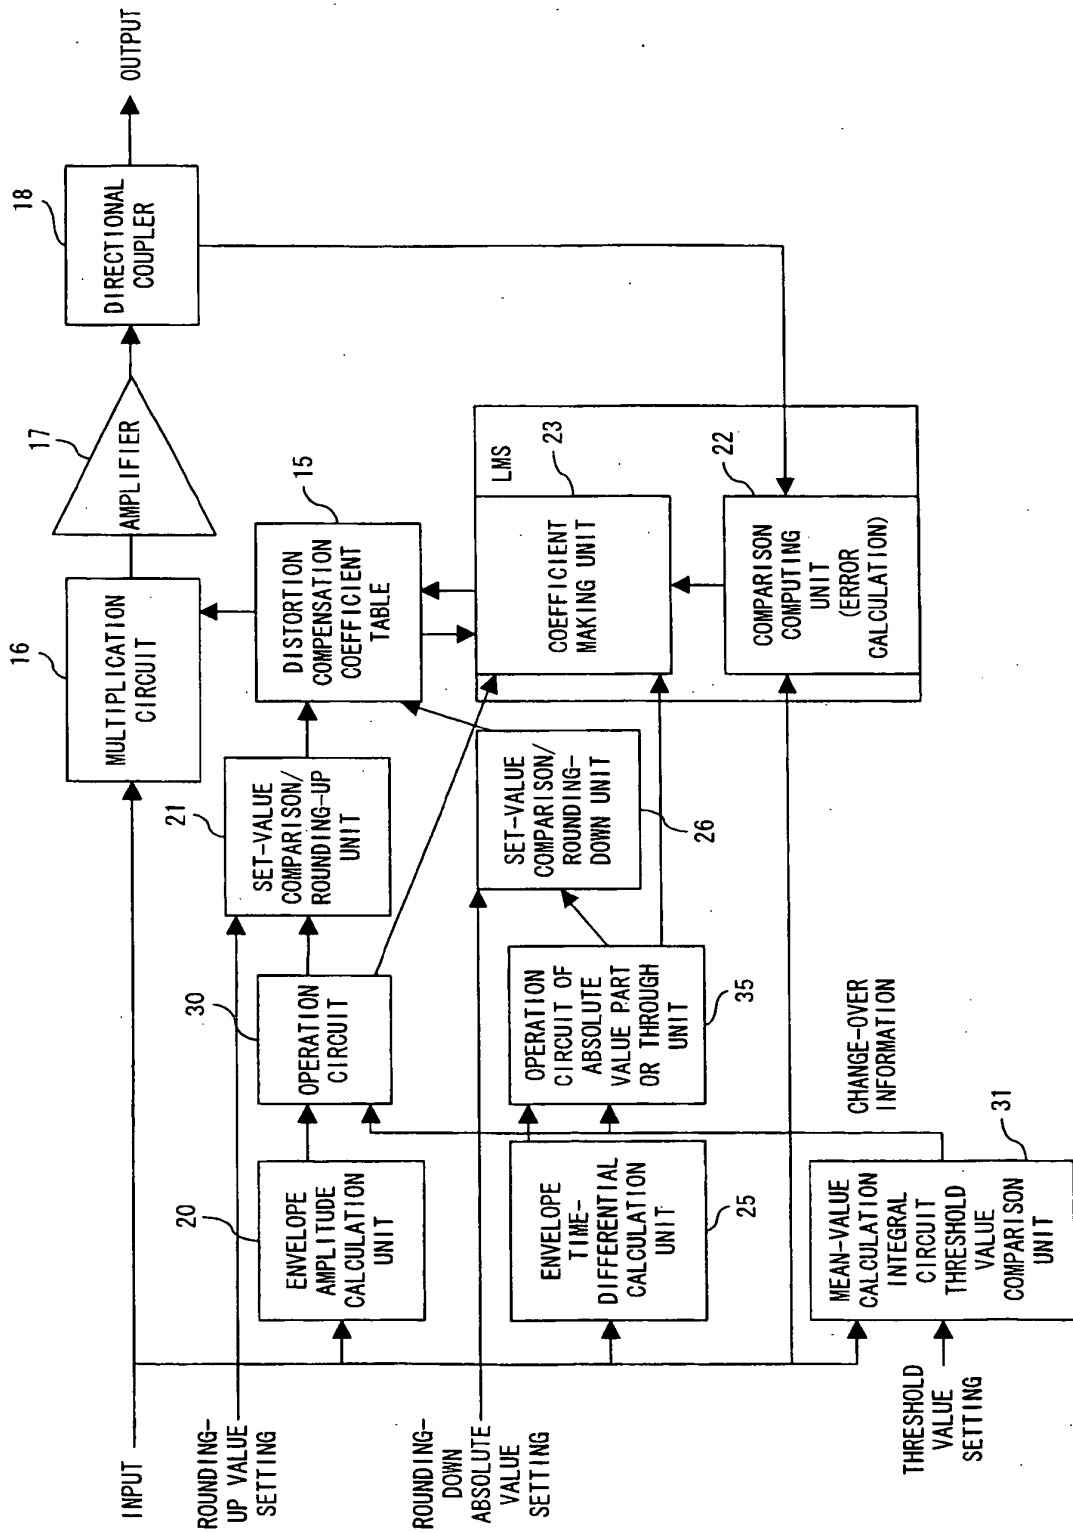 INPUT
16
MULTIPLICATION
CIRCUIT
17
AMPLIFIER
18
DIRECTIONAL
COUPLER
OUTPUT
ROUNDING-
UP VALUE
SETTING
20
ENVELOPE
AMPLITUDE
CALCULATION
UNIT
30
OPERATION
CIRCUIT
21
SET-VALUE
COMPARISON/
ROUNDING-UP
UNIT
15
DISTORTION
COMPENSATION
COEFFICIENT
TABLE
ROUNDING-
DOWN
ABSOLUTE
VALUE
SETTING
ENVELOPE
TIME-
DIFFERENTIAL
CALCULATION
UNIT
25
OPERATION
CIRCUIT OF
ABSOLUTE
VALUE PART
OR THROUGH
UNIT
35
SET-VALUE
COMPARISON/
ROUNDING-
DOWN UNIT
26
LMS
23
COEFFICIENT
MAKING UNIT
22
COMPARISON
COMPUTING
UNIT
(ERROR
CALCULATION)
THRESHOLD
VALUE
SETTING
MEAN-VALUE
CALCULATION
INTEGRAL
CIRCUIT
THRESHOLD
VALUE
COMPARISON
UNIT
31
CHANGE-OVER
INFORMATION